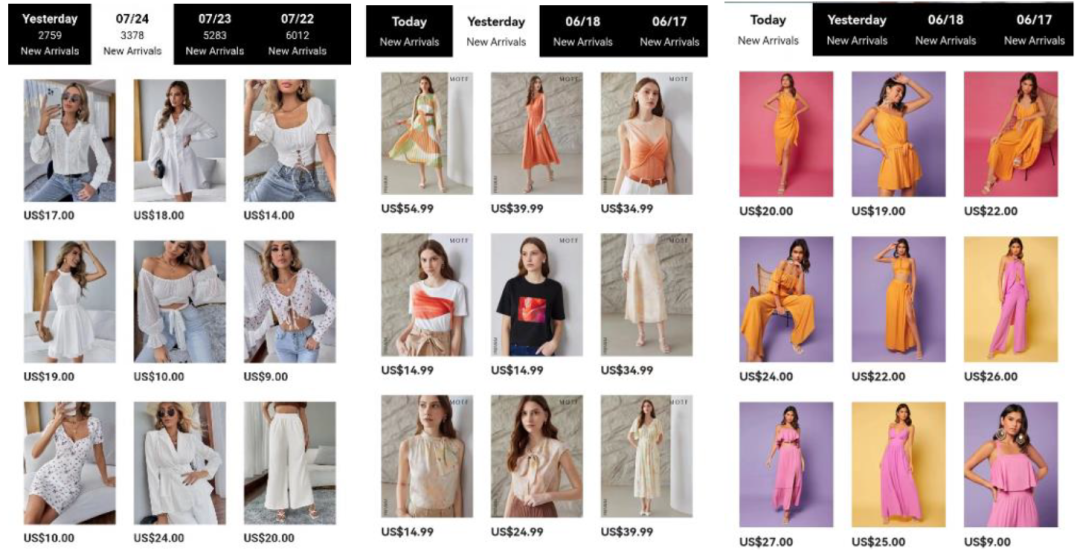 Yesterday
2759
New Arrivals
07/24
3378
New Arrivals
07/23
5283
New Arrivals
07/22
6012
New Arrivals
US$17.00
US$18.00
US$14.00
US$19.00
US$10.00
US$9.00
US$10.00
US$24.00
US$20.00
Today
New Arrivals
Yesterday
New Arrivals
06/18
New Arrivals
06/17
New Arrivals
MOTF
MOTF
MOTF
US$54.99
US$39.99
US$34.99
MOTF
MOTF
MOTF
US$14.99
US$14.99
US$34.99
MOTF
MOTF
MOTF
US$14.99
US$24.99
US$39.99
Today
New Arrivals
Yesterday
New Arrivals
06/18
New Arrivals
06/17
New Arrivals
US$20.00
US$19.00
US$22.00
US$24.00
US$22.00
US$26.00
US$27.00
US$25.00
US$9.00